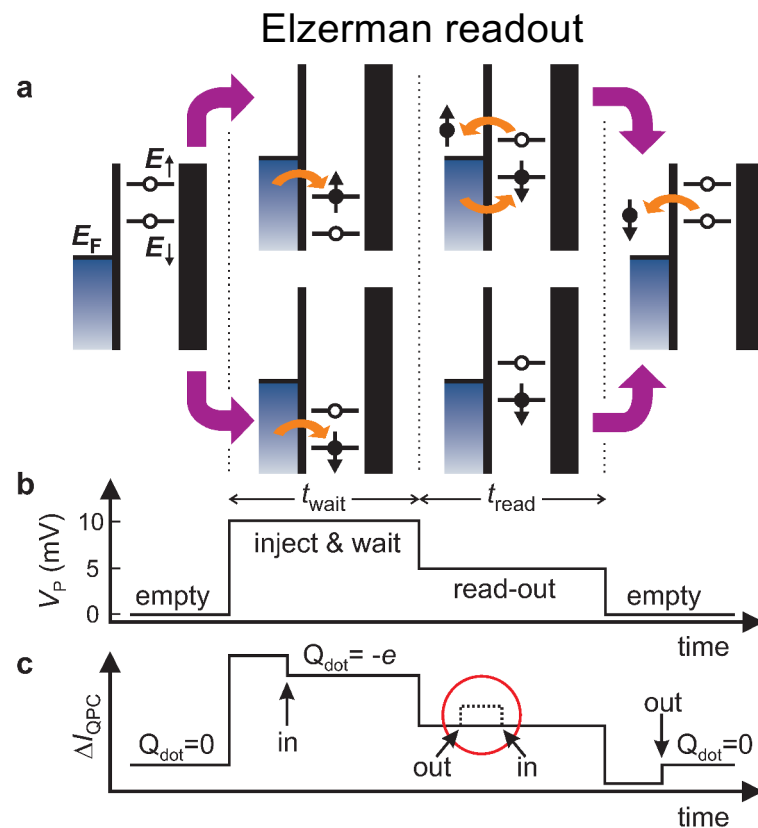 Elzerman readout
a
E↑
E↓
EF
b
twait
tread
VP (mV)
10
5
0
empty
inject & wait
read-out
empty
time
c
ΔIQPC
Qdot=0
Qdot= -e
in
out
in
out
Qdot=0
time